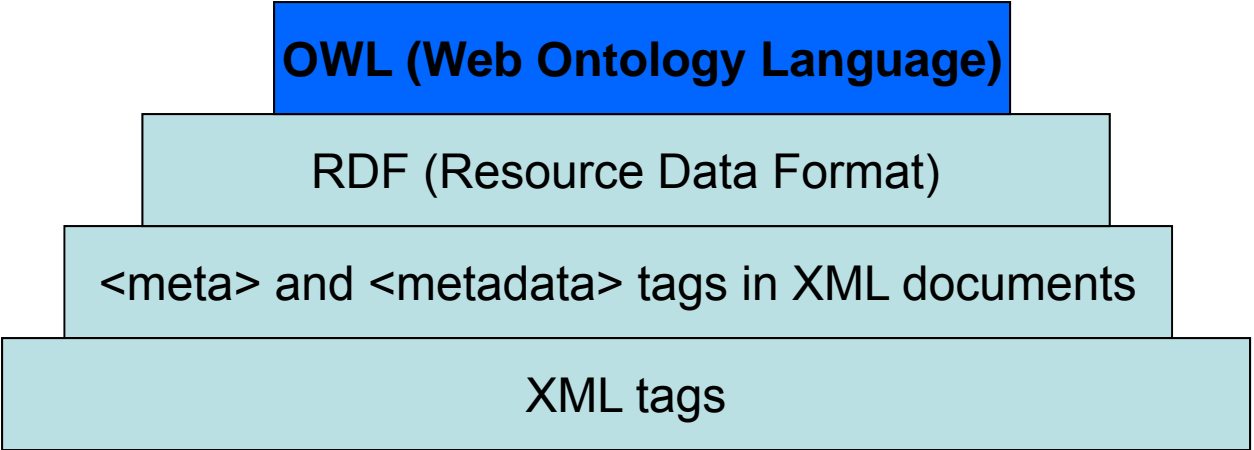 OWL (Web Ontology Language)
RDF (Resource Data Format)
<meta> and <metadata> tags in XML documents
XML tags